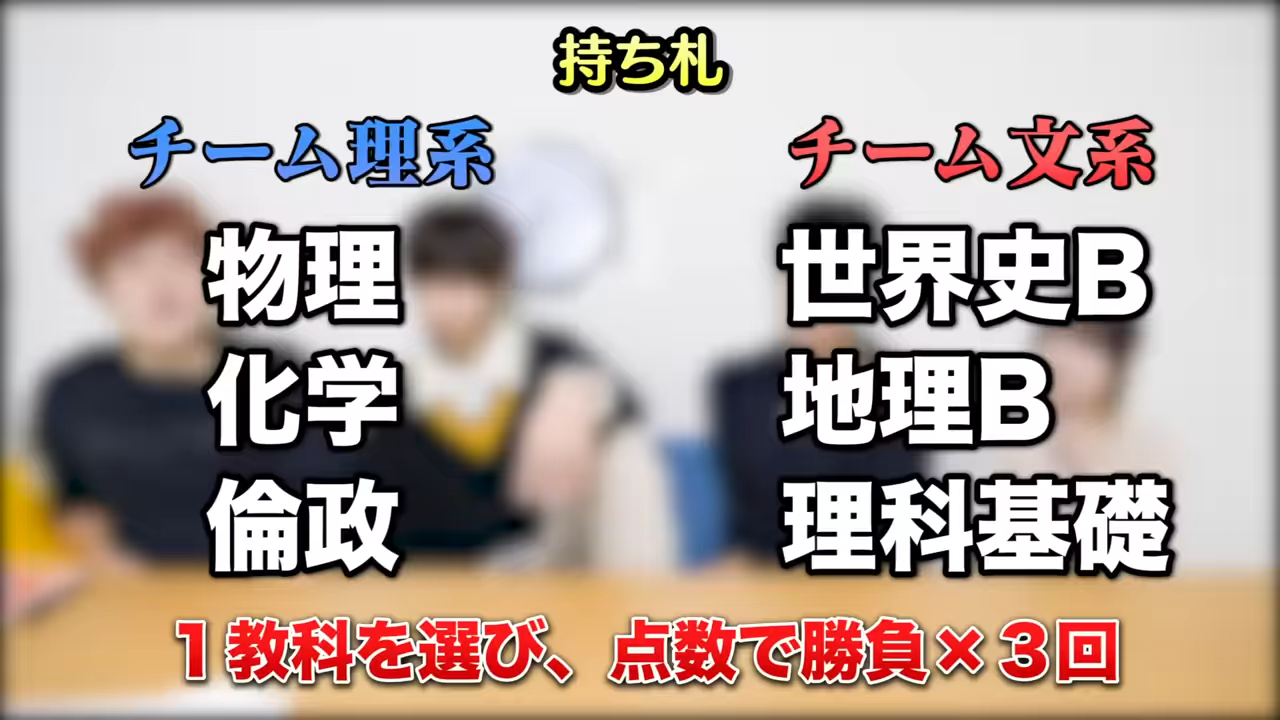 持ち札
チーム理系
物理
化学
倫政
チーム文系
世界史B
地理B
理科基礎
1教科を選び、点数で勝負×3回